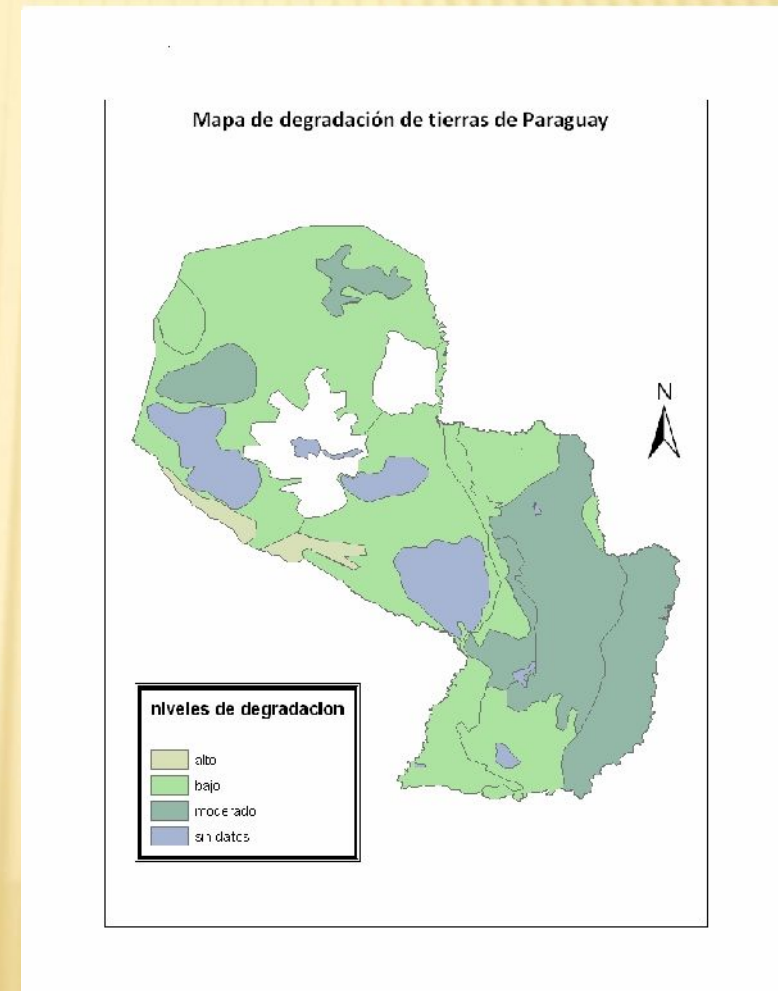 Mapa de degradación de tierras de Paraguay
N
niveles de degradacion
alto
bajo
moderado
sin datos